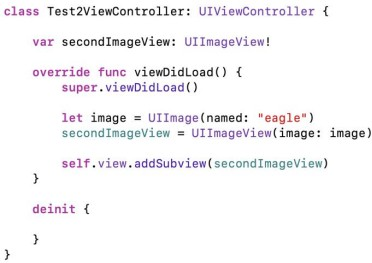 class Test2ViewController: UIViewController {
var secondImageView: UIImageView!
override func viewDidLoad() {
super.viewDidLoad()
let image = UIImage(named: "eagle")
secondImageView = UIImageView(image: image)
self.view.addSubview(secondImageView)
}
deinit {
}
}